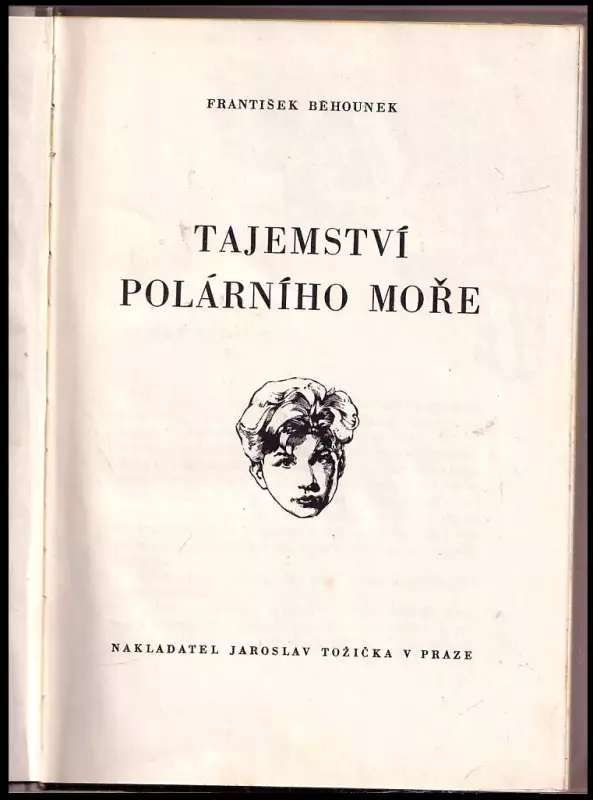 FRANTIŠEK BĚHOUNEK
TAJEMSTVÍ
POLÁRNÍHO MOŘE
NAKLADATEL JAROSLAV TOŽIČKA V PRAZE